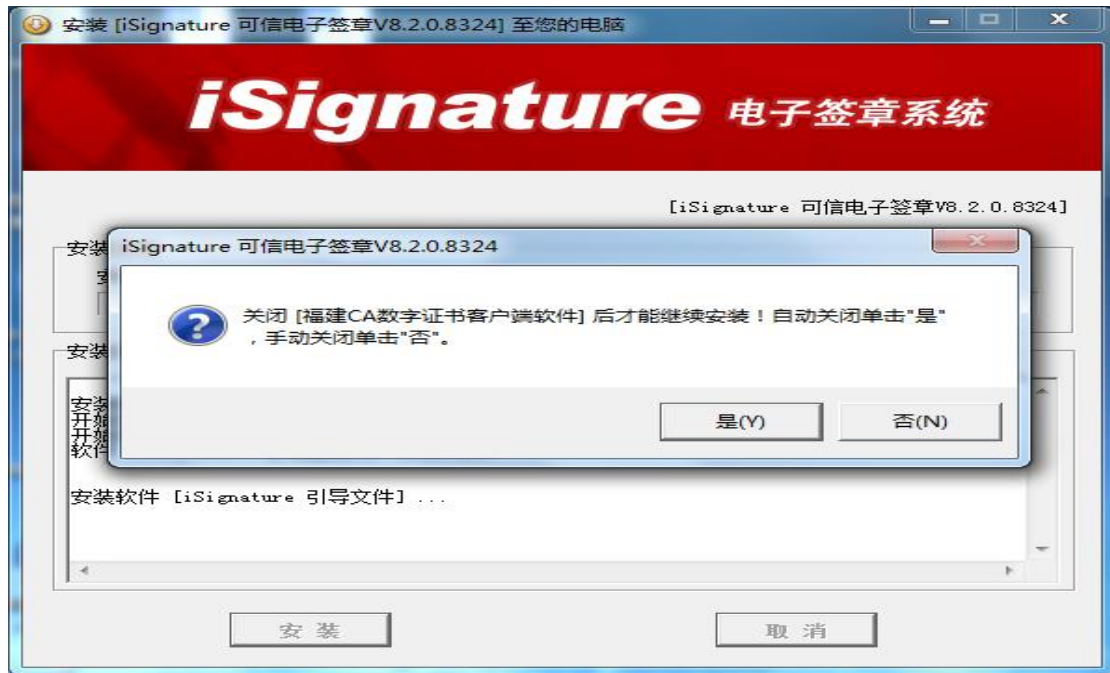 安装 [iSignature 可信电子签章V8.2.0.8324] 至您的电脑
iSignature 电子签章系统
[iSignature 可信电子签章V8.2.0.8324]
安装
iSignature 可信电子签章V8.2.0.8324
关闭 [福建CA数字证书客户端软件] 后才能继续安装！自动关闭单击"是"
，手动关闭单击"否"。
安装
是(Y)
否(N)
安装
开始
开始
软件
安装软件 [iSignature 引导文件] ...
安 装
取 消